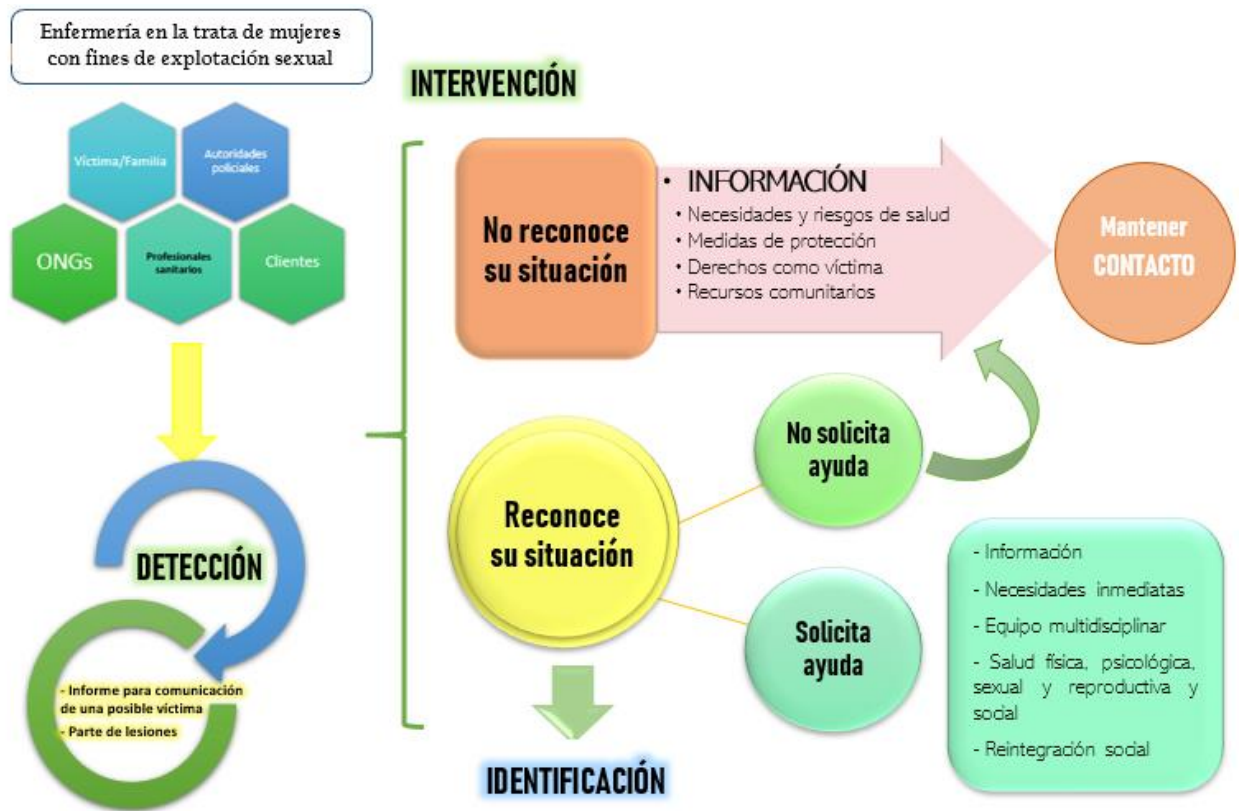 Enfermería en la trata de mujeres
con fines de explotación sexual
Víctima/Familia
Autoridades
policiales
ONGs
Profesionales
sanitarios
Clientes
DETECCIÓN
- Informe para comunicación
de una posible víctima
- Parte de lesiones
INTERVENCIÓN
No reconoce
su situación
• INFORMACIÓN
• Necesidades y riesgos de salud
• Medidas de protección
• Derechos como víctima
• Recursos comunitarios
Mantener
CONTACTO
Reconoce
su situación
No solicita
ayuda
Solicita
ayuda
- Información
- Necesidades inmediatas
- Equipo multidisciplinar
- Salud física, psicológica,
sexual y reproductiva y
social
- Reintegración social
IDENTIFICACIÓN